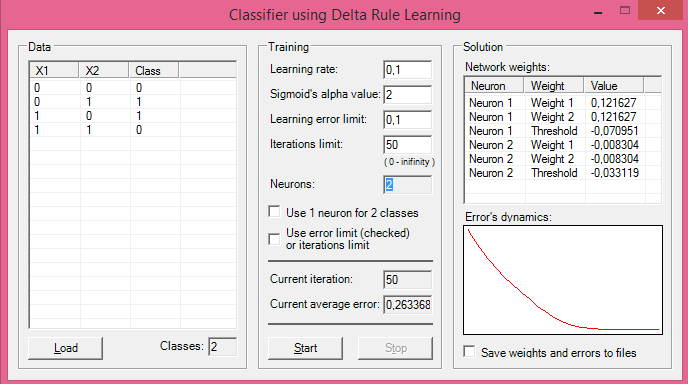 Classifier using Delta Rule Learning
Data
X1 X2 Class
0 0 0
0 1 1
1 0 1
1 1 0
Load
Classes: 2
Training
Learning rate: 0,1
Sigmoid's alpha value: 2
Learning error limit: 0,1
Iterations limit: 50
( 0 - inifinity )
Neurons: 2
Use 1 neuron for 2 classes
Use error limit (checked)
or iterations limit
Current iteration: 50
Current average error: 0,263368
Start Stop
Solution
Network weights:
Neuron Weight Value
Neuron 1 Weight 1 0,121627
Neuron 1 Weight 2 0,121627
Neuron 1 Threshold -0,070951
Neuron 2 Weight 1 -0,008304
Neuron 2 Weight 2 -0,008304
Neuron 2 Threshold -0,033119
Error's dynamics:
Save weights and errors to files